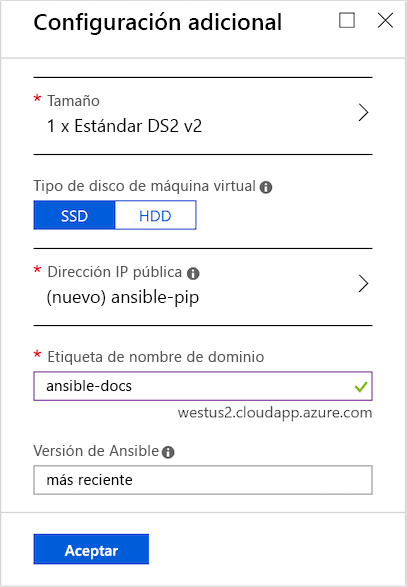 Configuración adicional
* Tamaño
1 x Estándar DS2 v2
Tipo de disco de máquina virtual
SSD HDD
* Dirección IP pública
(nuevo) ansible-pip
* Etiqueta de nombre de dominio
ansible-docs
westus2.cloudapp.azure.com
Versión de Ansible
más reciente
Aceptar